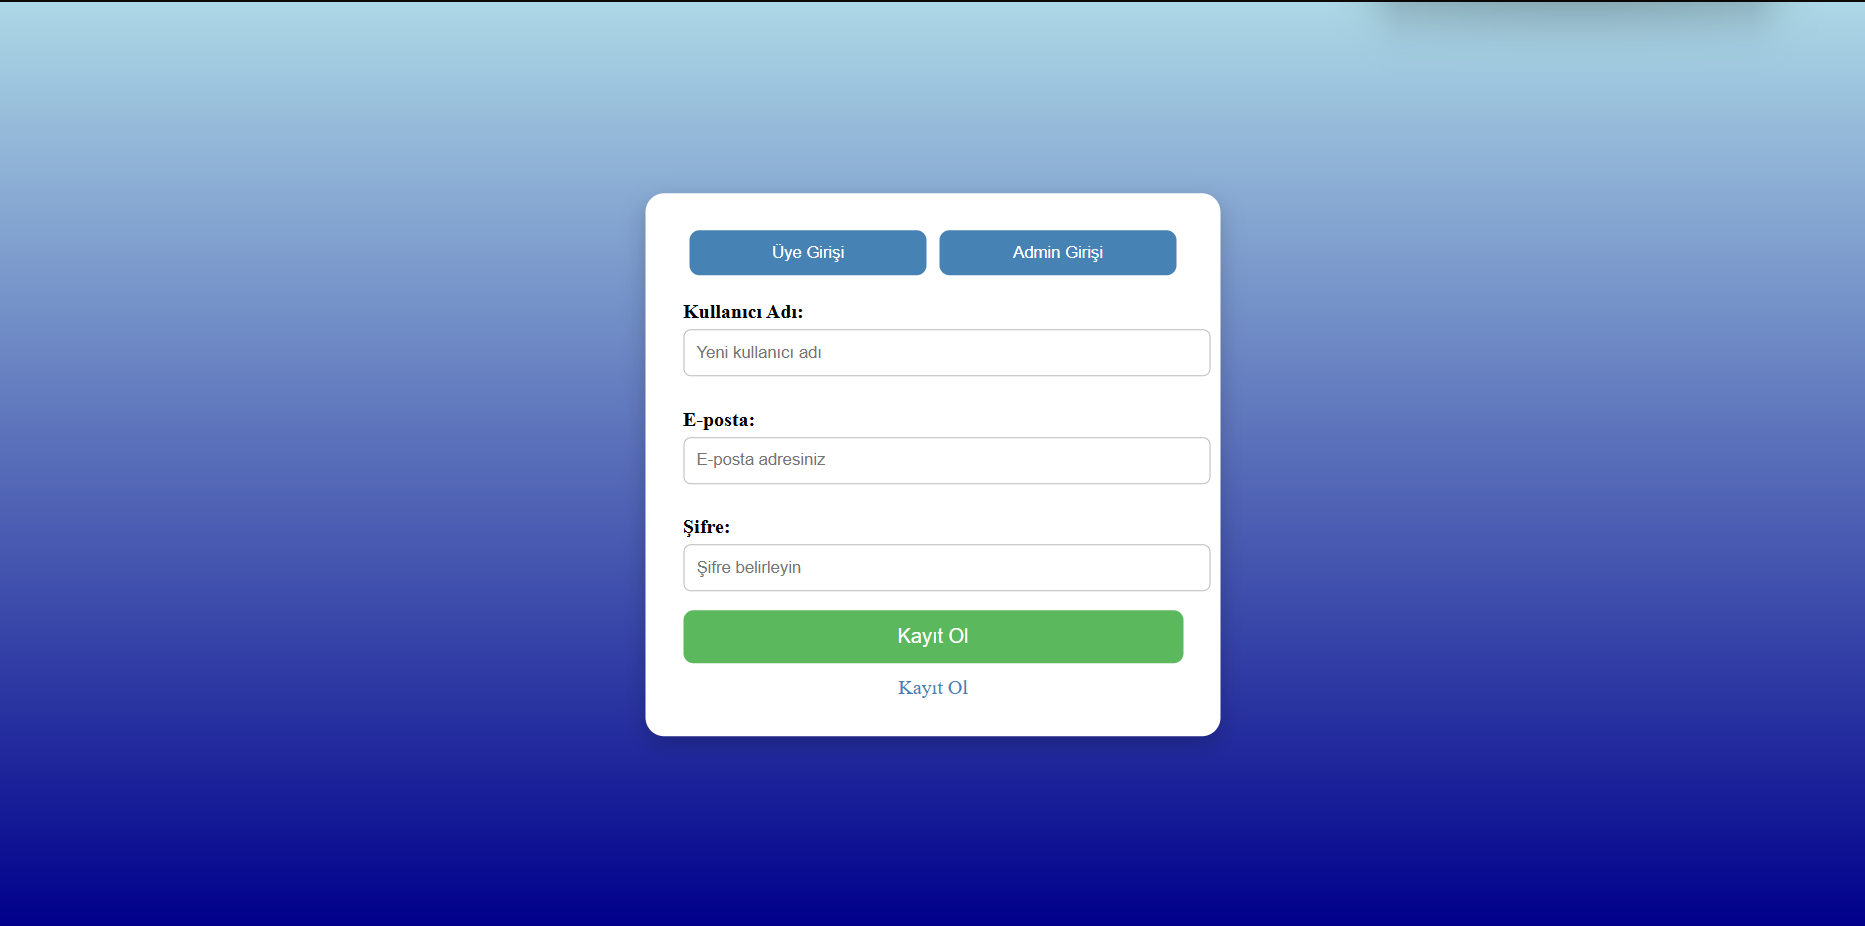 Üye Girişi Admin Girişi
Kullanıcı Adı:
Yeni kullanıcı adı
E-posta:
E-posta adresiniz
Şifre:
Şifre belirleyin
Kayıt Ol
Kayıt Ol